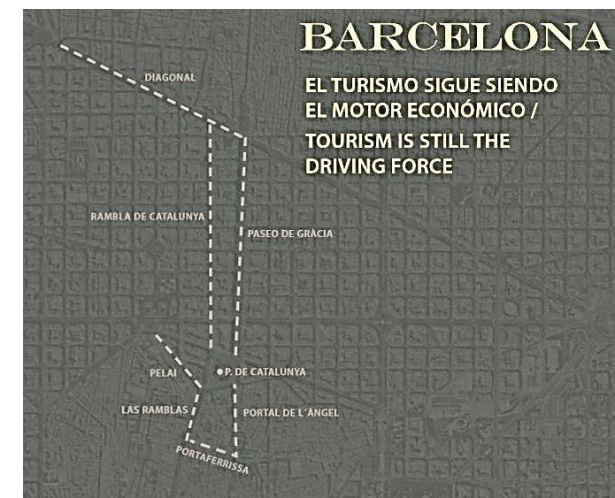 BARCELONA
EL TURISMO SIGUE SIENDO
EL MOTOR ECONÓMICO /
TOURISM IS STILL THE
DRIVING FORCE
DIAGONAL
RAMBLA DE CATALUNYA
PASEO DE GRÀCIA
PELAI
P. DE CATALUNYA
LAS RAMBLAS
PORTAL DE L'ÀNGEL
PORTAFERRISSA